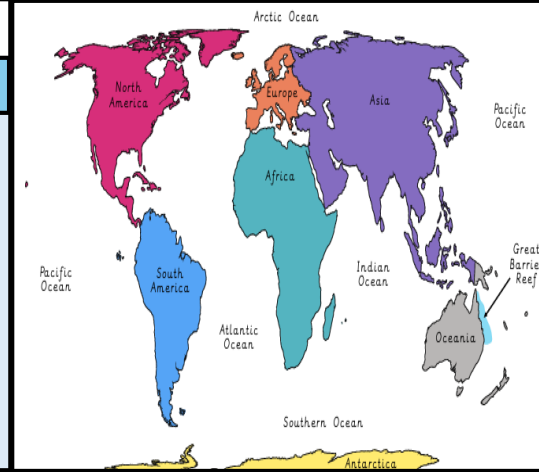 Arctic Ocean
North
America
Europe
Asia
Pacific
Ocean
Africa
Great
Barrier
Reef
Pacific
Ocean
South
America
Indian
Ocean
Atlantic
Ocean
Oceania
Southern Ocean
Antarctica